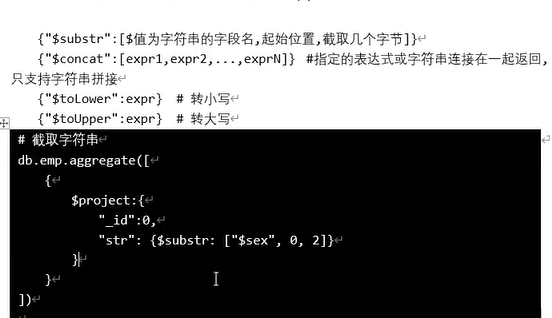 {"$substr":[$值为字符串的字段名,起始位置,截取几个字节]}
{"$concat":[expr1,expr2,...,exprN]} #指定的表达式或字符串连接在一起返回,
只支持字符串拼接
{"$toLower":expr} # 转小写
{"$toUpper":expr} # 转大写
# 截取字符串
db.emp.aggregate([
{
$project:{
"_id":0,
"str": {$substr: ["$sex", 0, 2]}
}
}
])